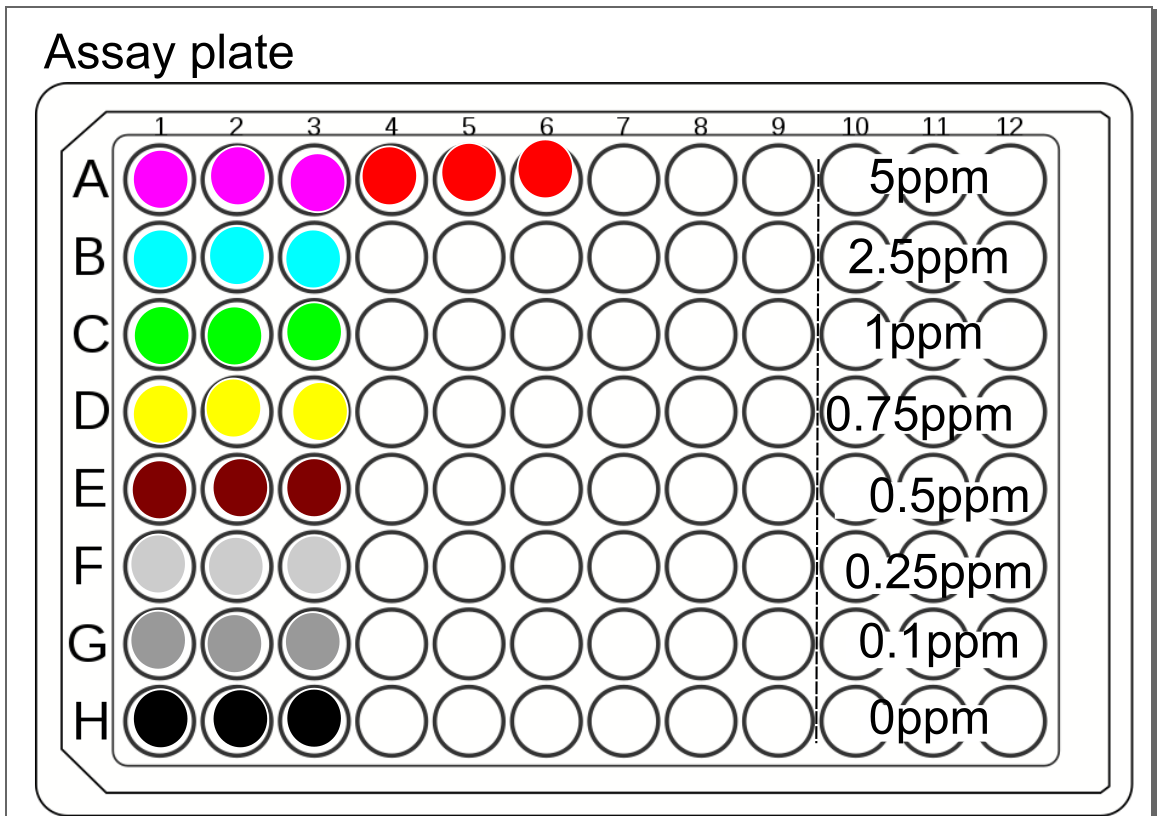 Assay plate
1 2 3 4 5 6 7 8 9 10 11 12
A 5ppm
B 2.5ppm
C 1ppm
D 0.75ppm
E 0.5ppm
F 0.25ppm
G 0.1ppm
H 0ppm